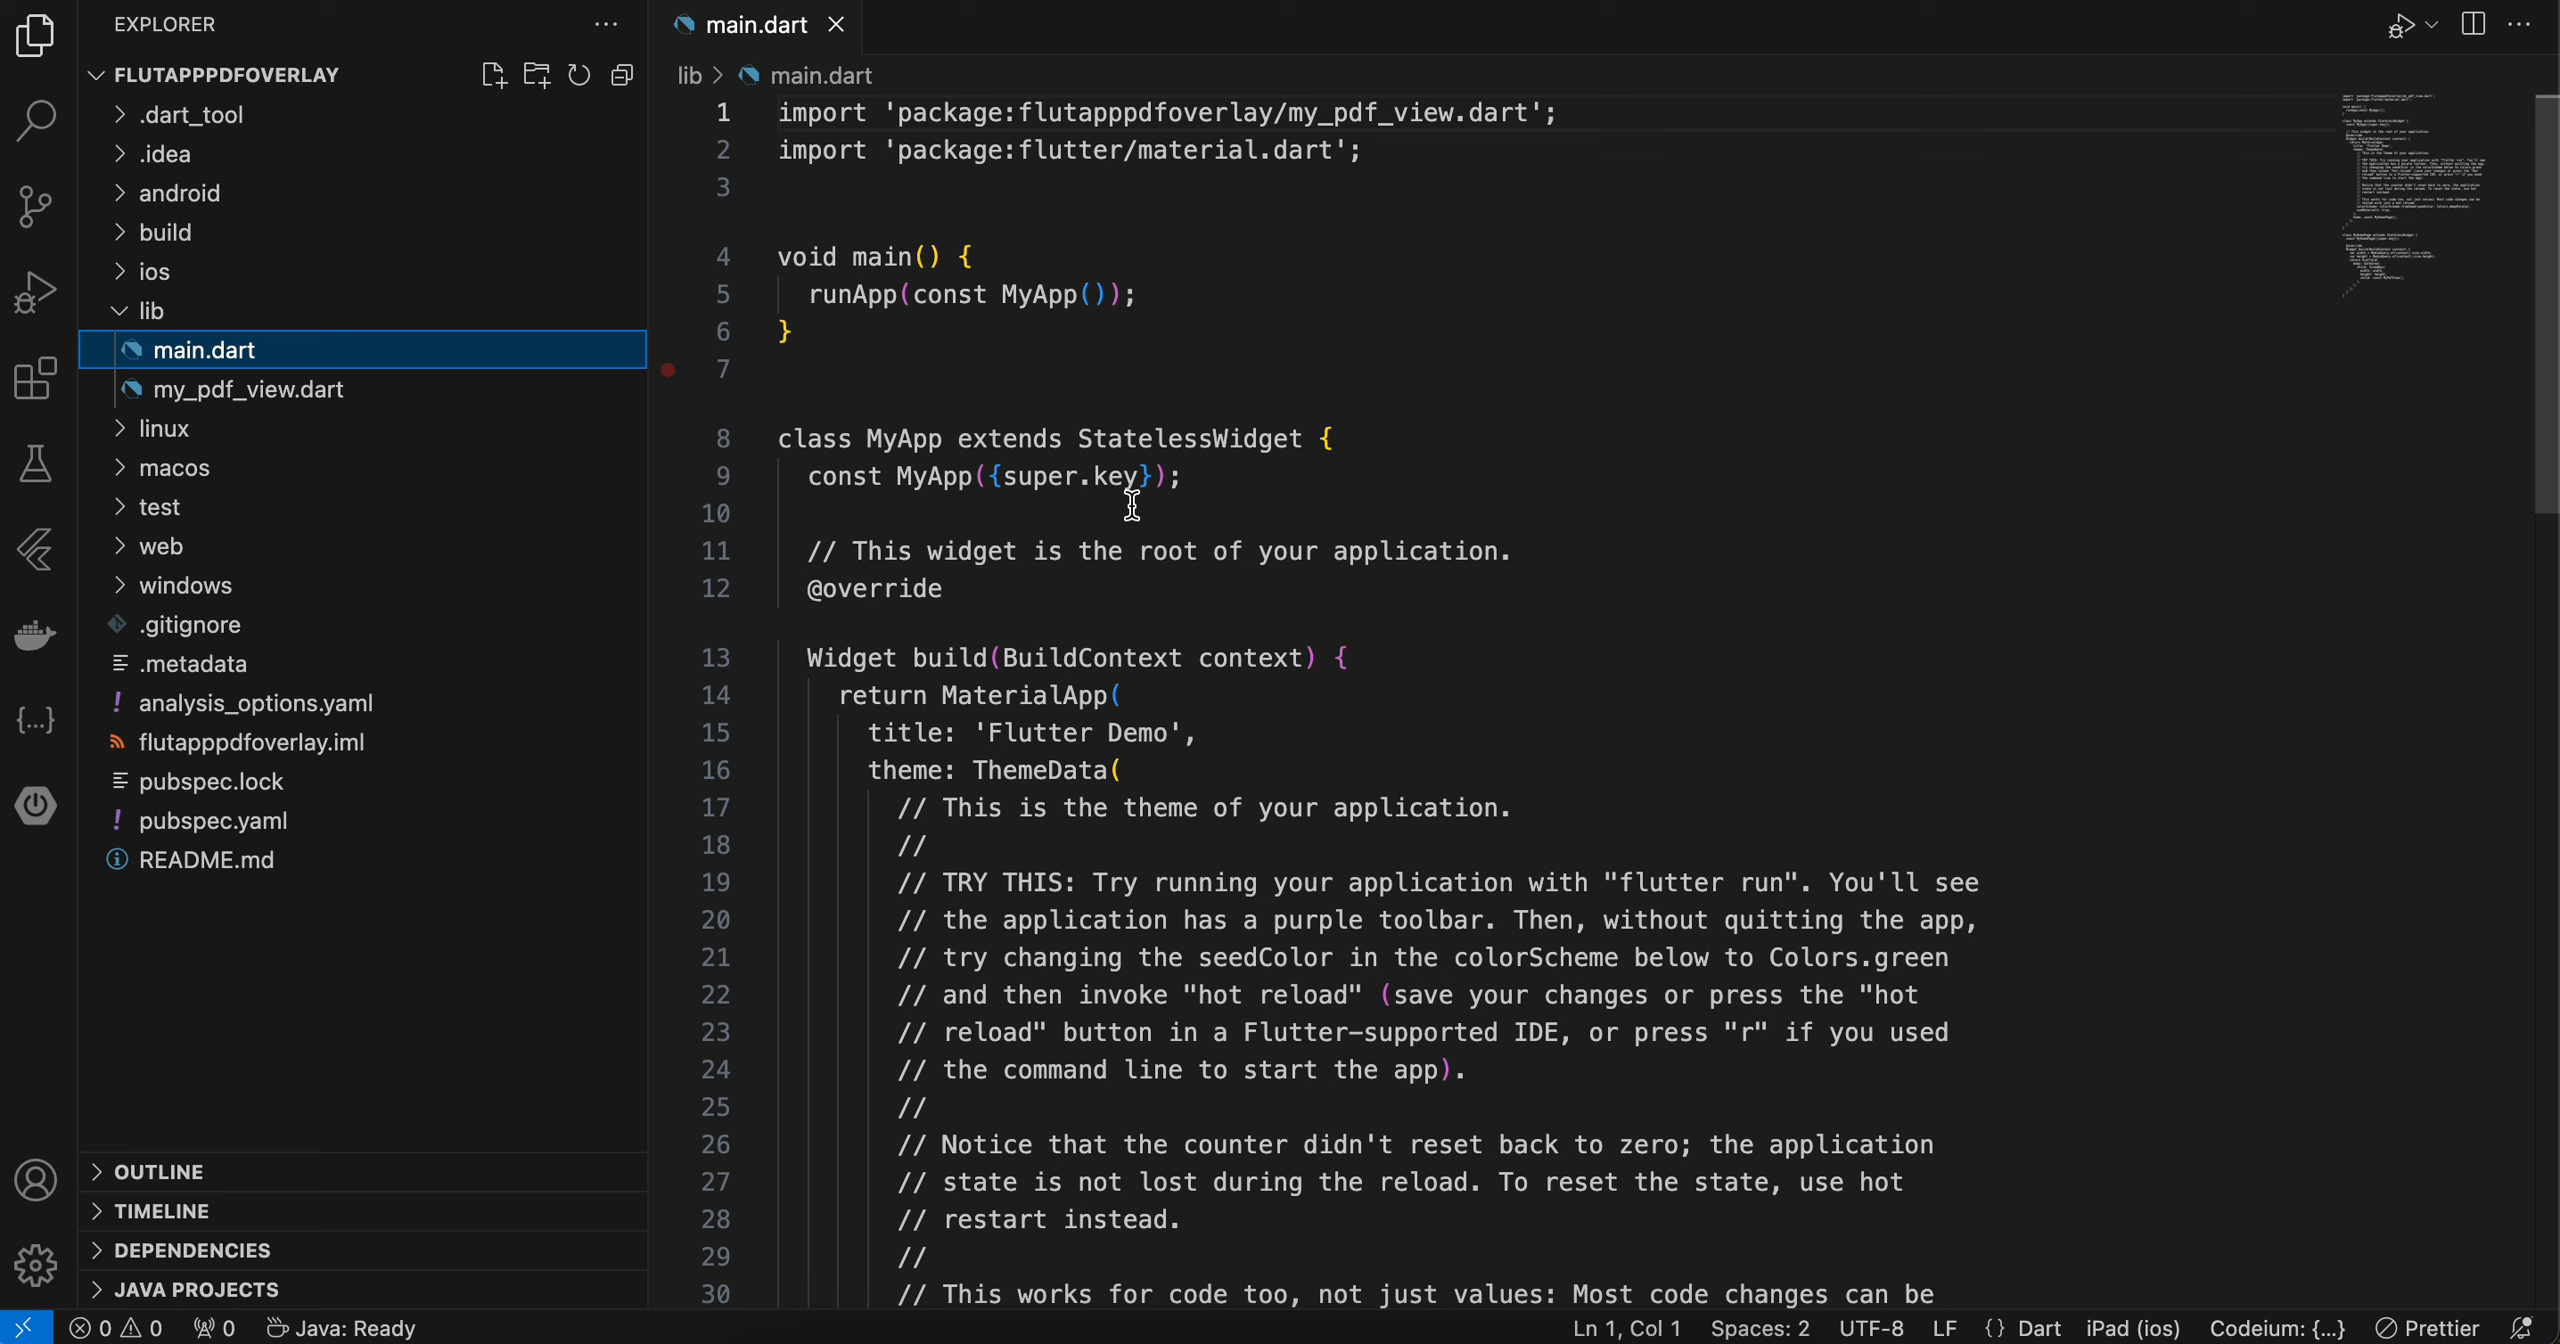 EXPLORER
FLUTAPPPDFOVERLAY
.dart_tool
.idea
android
build
ios
lib
main.dart
my_pdf_view.dart
linux
macos
test
web
windows
.gitignore
.metadata
! analysis_options.yaml
flutapppdfoverlay.iml
pubspec.lock
! pubspec.yaml
README.md
OUTLINE
TIMELINE
DEPENDENCIES
JAVA PROJECTS
main.dart
lib > main.dart
1 import 'package:flutapppdfoverlay/my_pdf_view.dart';
2 import 'package:flutter/material.dart';
3
4 void main() {
5 runApp(const MyApp());
6 }
7
8 class MyApp extends StatelessWidget {
9 const MyApp({super.key});
10
11 // This widget is the root of your application.
12 @override
13 Widget build(BuildContext context) {
14 return MaterialApp(
15 title: 'Flutter Demo',
16 theme: ThemeData(
17 // This is the theme of your application.
18 //
19 // TRY THIS: Try running your application with "flutter run". You'll see
20 // the application has a purple toolbar. Then, without quitting the app,
21 // try changing the seedColor in the colorScheme below to Colors.green
22 // and then invoke "hot reload" (save your changes or press the "hot
23 // reload" button in a Flutter-supported IDE, or press "r" if you used
24 // the command line to start the app).
25 //
26 // Notice that the counter didn't reset back to zero; the application
27 // state is not lost during the reload. To reset the state, use hot
28 // restart instead.
29 //
30 // This works for code too, not just values: Most code changes can be
0 0 0 Java: Ready Ln 1, Col 1 Spaces: 2 UTF-8 LF {} Dart iPad (ios) Codeium: {...} Prettier